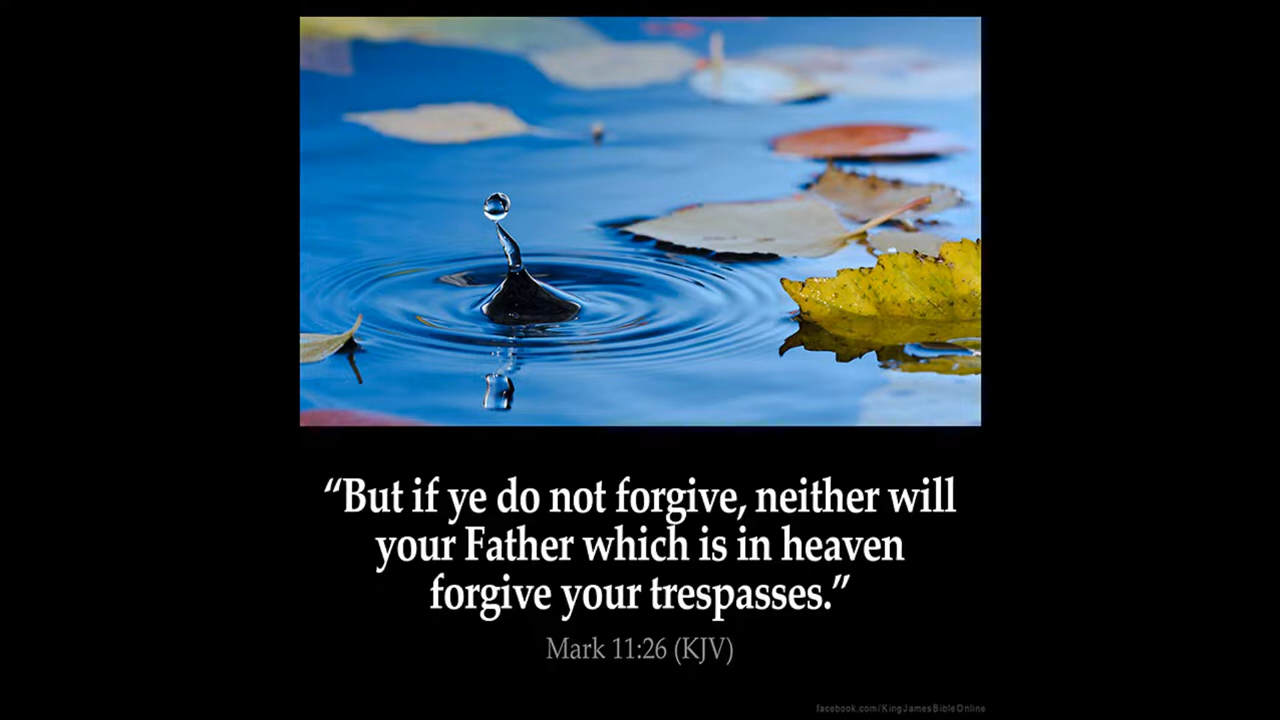 “But if ye do not forgive, neither will
your Father which is in heaven
forgive your trespasses.”
Mark 11:26 (KJV)
facebook.com/KingJamesBibleOnline